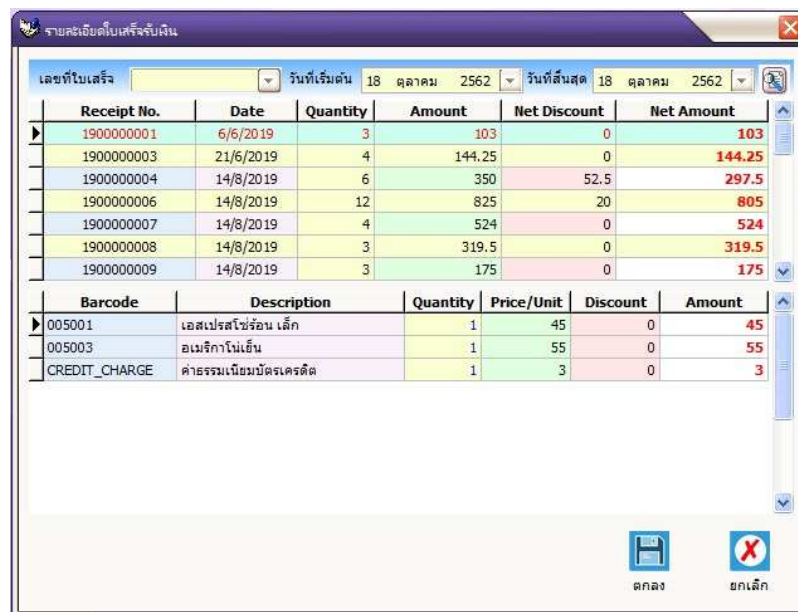 รายละเอียดใบเสร็จรับเงิน
เลขที่ใบเสร็จ วันที่เริ่มต้น 18 ตุลาคม 2562 วันที่สิ้นสุด 18 ตุลาคม 2562
Receipt No. Date Quantity Amount Net Discount Net Amount
1900000001 6/6/2019 3 103 0 103
1900000003 21/6/2019 4 144.25 0 144.25
1900000004 14/8/2019 6 350 52.5 297.5
1900000006 14/8/2019 12 825 20 805
1900000007 14/8/2019 4 524 0 524
1900000008 14/8/2019 3 319.5 0 319.5
1900000009 14/8/2019 3 175 0 175
Barcode Description Quantity Price/Unit Discount Amount
005001 เอสเปรสโซ่ร้อน เล็ก 1 45 0 45
005003 อเมริกาโน่เย็น 1 55 0 55
CREDIT_CHARGE ค่าธรรมเนียมบัตรเครดิต 1 3 0 3
ตกลง ยกเลิก